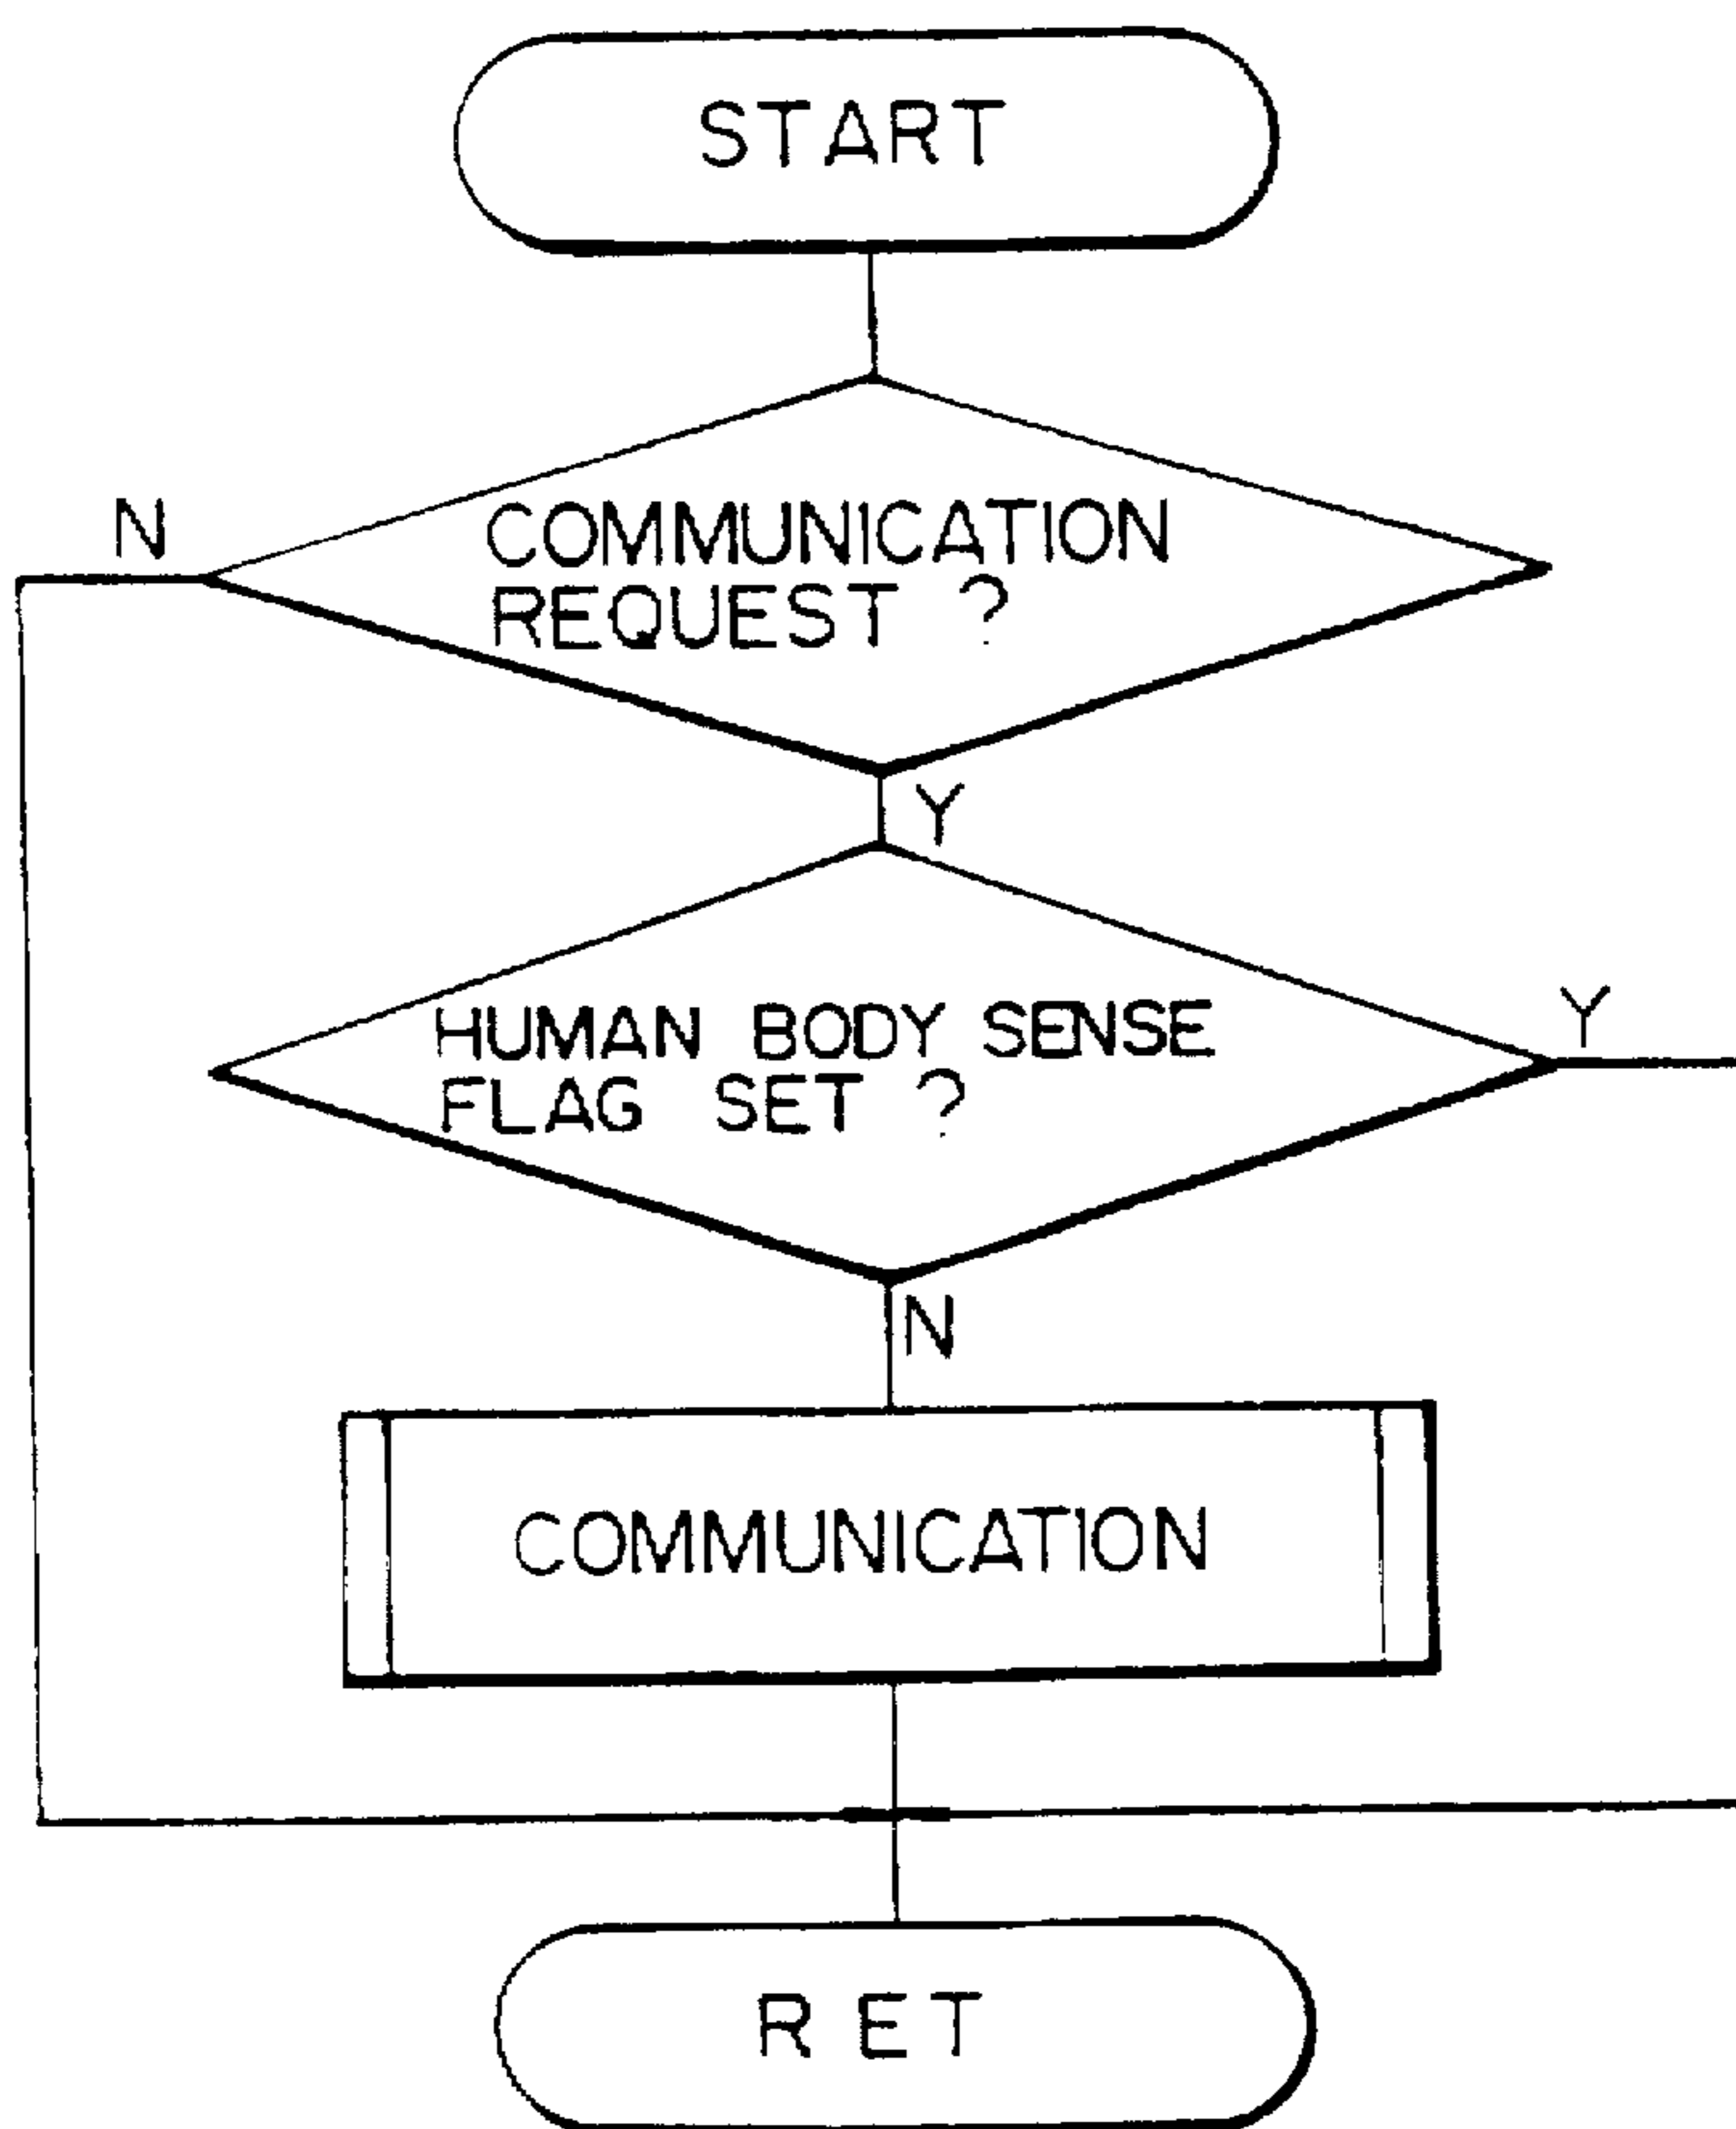 START
N
COMMUNICATION
REQUEST ?
Y
HUMAN BODY SENSE
FLAG SET ?
Y
N
COMMUNICATION
RET